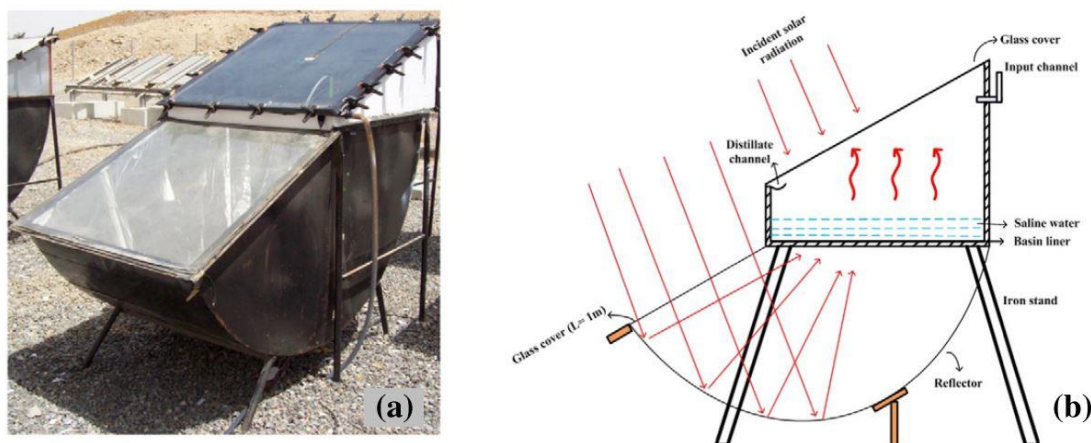 (a)
Incident solar
radiation
Glass cover
Input channel
Distillate
channel
Saline water
Basin liner
Iron stand
Glass cover (L= 1m)
Reflector
(b)